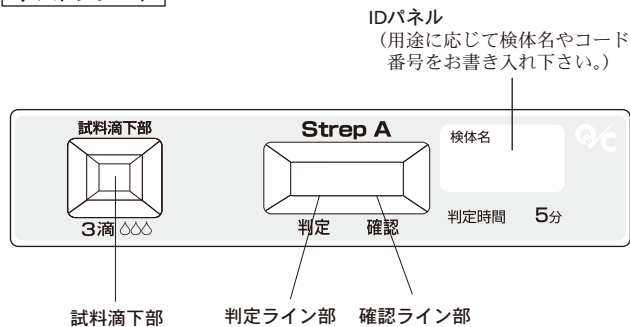 IDパネル
（用途に応じて検体名やコード
番号をお書き入れ下さい。）
試料滴下部
Strep A
検体名
3滴
判定 確認
判定時間 5分
試料滴下部
判定ライン部 確認ライン部